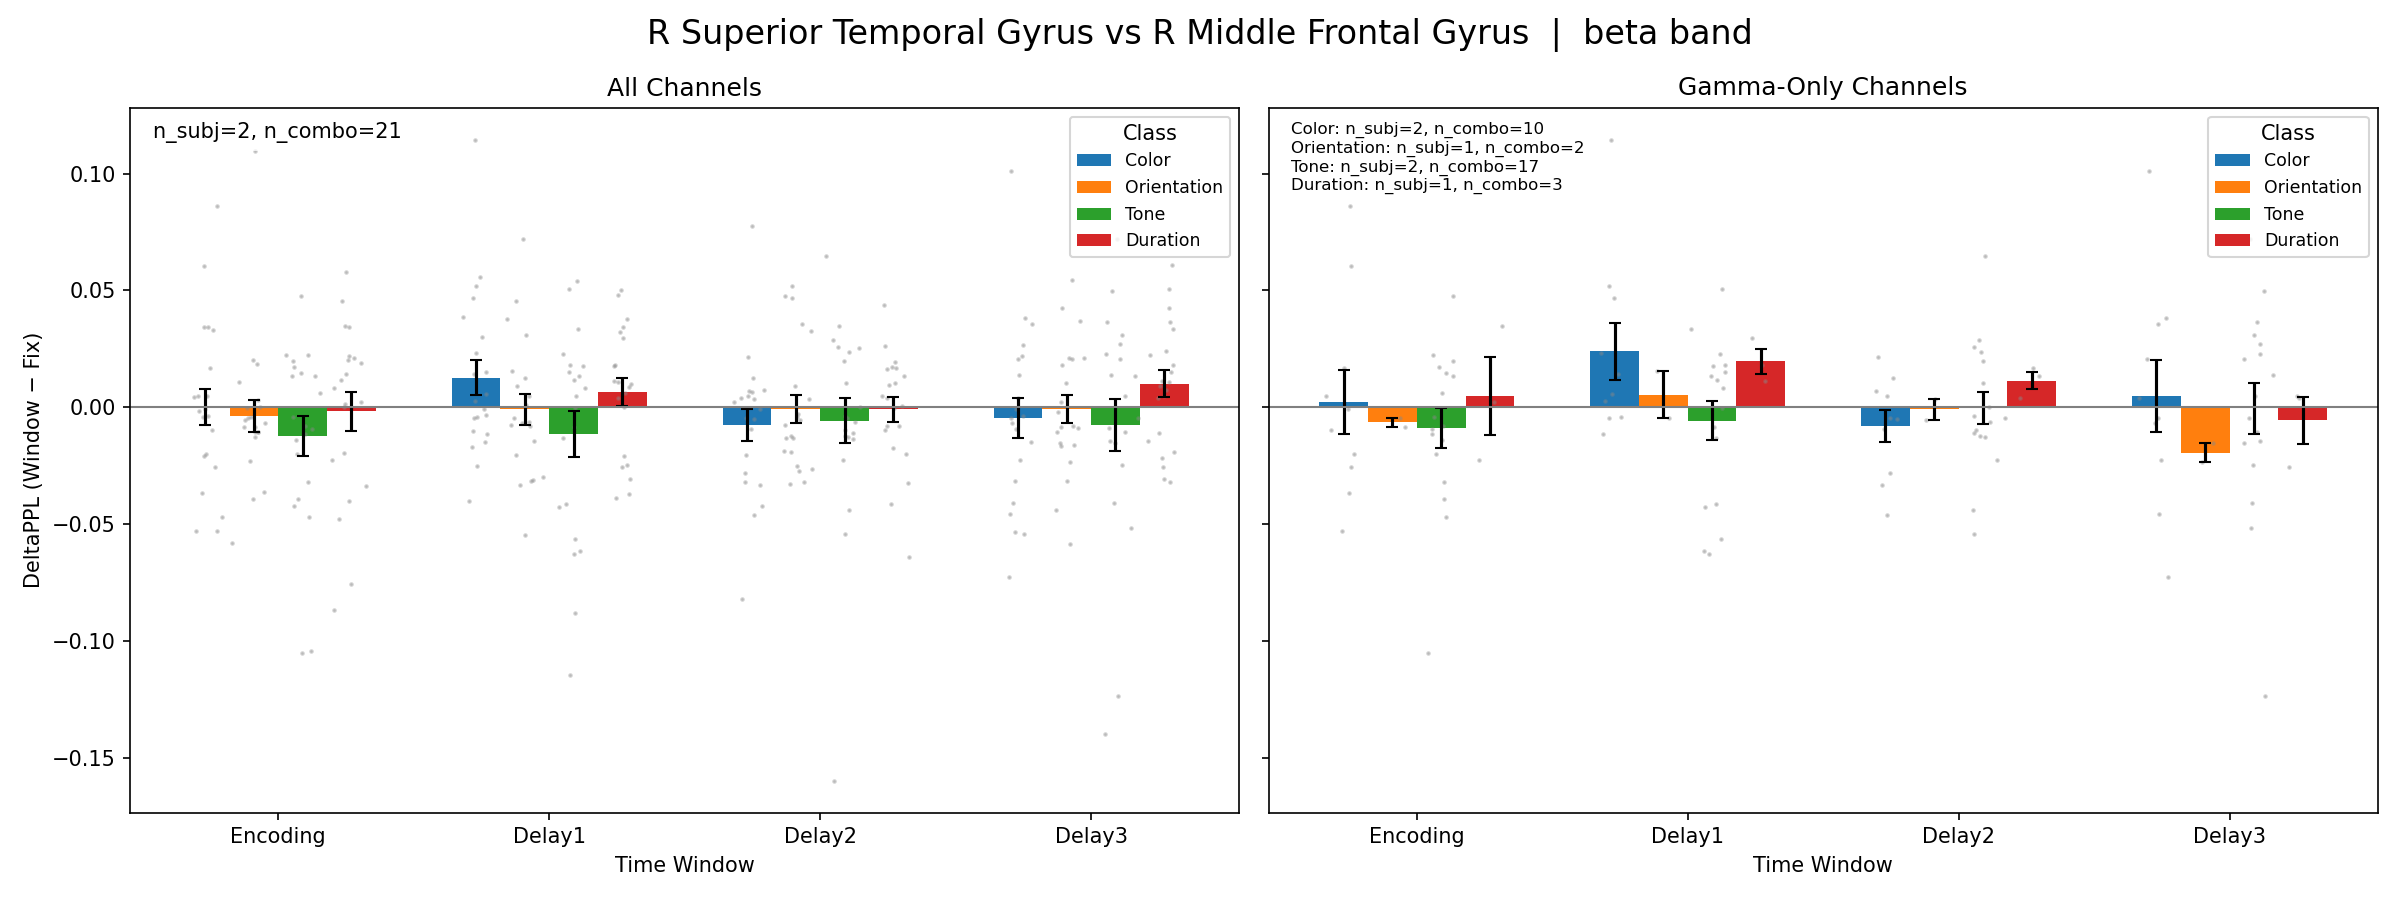 R Superior Temporal Gyrus vs R Middle Frontal Gyrus | beta band
All Channels
n_subj=2, n_combo=21
Class
Color
Orientation
Tone
Duration
DeltaPPL (Window − Fix)
0.10
0.05
0.00
−0.05
−0.10
−0.15
Encoding
Delay1
Delay2
Delay3
Time Window
Gamma-Only Channels
Color: n_subj=2, n_combo=10
Orientation: n_subj=1, n_combo=2
Tone: n_subj=2, n_combo=17
Duration: n_subj=1, n_combo=3
Class
Color
Orientation
Tone
Duration
Encoding
Delay1
Delay2
Delay3
Time Window